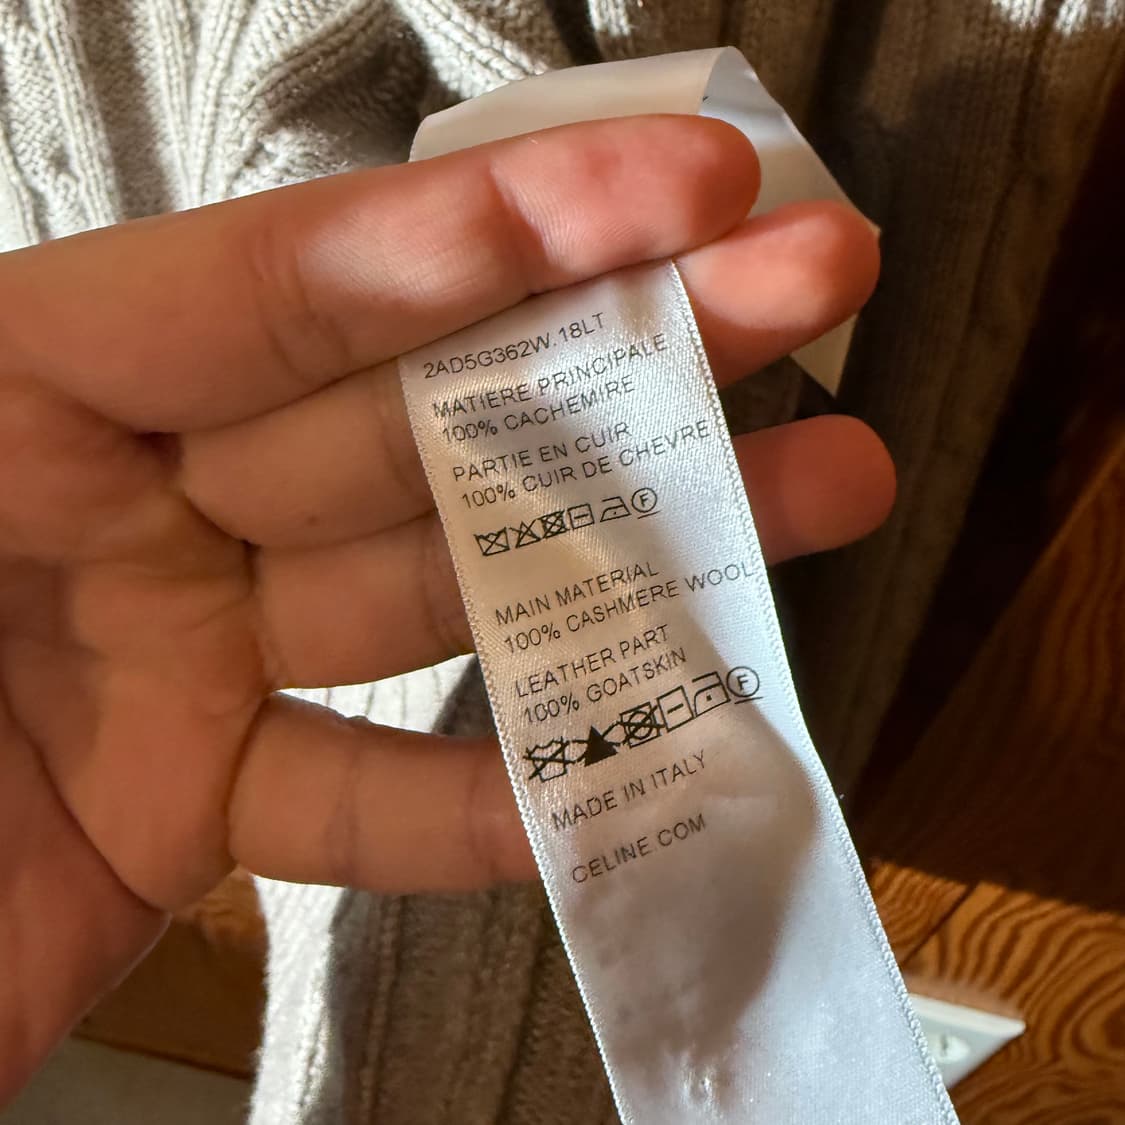 2AD5G362W.18LT
MATIERE PRINCIPALE
100% CACHEMIRE
PARTIE EN CUIR
100% CUIR DE CHEVRE
F
MAIN MATERIAL
100% CASHMERE WOOL
LEATHER PART
100% GOATSKIN
F
MADE IN ITALY
CELINE.COM